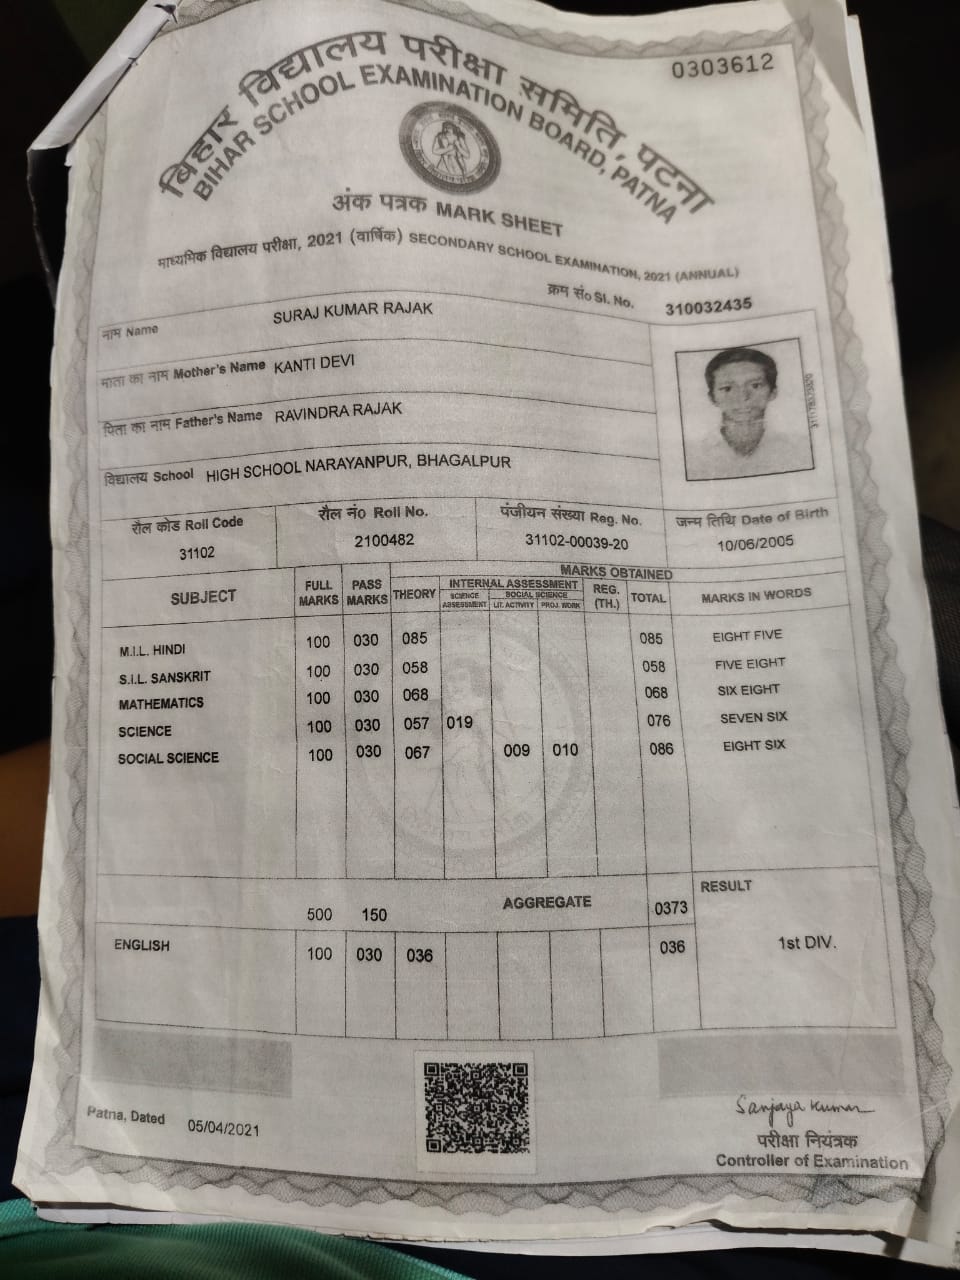 0303612
बिहार विद्यालय परीक्षा समिति, पटना
BIHAR SCHOOL EXAMINATION BOARD, PATNA
अंक पत्रक MARK SHEET
माध्यमिक विद्यालय परीक्षा, 2021 (वार्षिक) SECONDARY SCHOOL EXAMINATION, 2021 (ANNUAL)
क्रम सं० Sl. No. 310032435
नाम Name SURAJ KUMAR RAJAK
माता का नाम Mother's Name KANTI DEVI
पिता का नाम Father's Name RAVINDRA RAJAK
विद्यालय School HIGH SCHOOL NARAYANPUR, BHAGALPUR
रौल कोड Roll Code रौल नं० Roll No. पंजीयन संख्या Reg. No. जन्म तिथि Date of Birth
31102 2100482 31102-00039-20 10/06/2005
MARKS OBTAINED
SUBJECT FULL MARKS PASS MARKS THEORY INTERNAL ASSESSMENT REG. (TH.) TOTAL MARKS IN WORDS
SCIENCE ASSESSMENT SOCIAL SCIENCE
LIT. ACTIVITY PROJ. WORK
M.I.L. HINDI 100 030 085 085 EIGHT FIVE
S.I.L. SANSKRIT 100 030 058 058 FIVE EIGHT
MATHEMATICS 100 030 068 068 SIX EIGHT
SCIENCE 100 030 057 019 076 SEVEN SIX
SOCIAL SCIENCE 100 030 067 009 010 086 EIGHT SIX
500 150 AGGREGATE 0373 RESULT
ENGLISH 100 030 036 036 1st DIV.
Patna, Dated 05/04/2021
Sanjaya Kumar
परीक्षा नियंत्रक
Controller of Examination